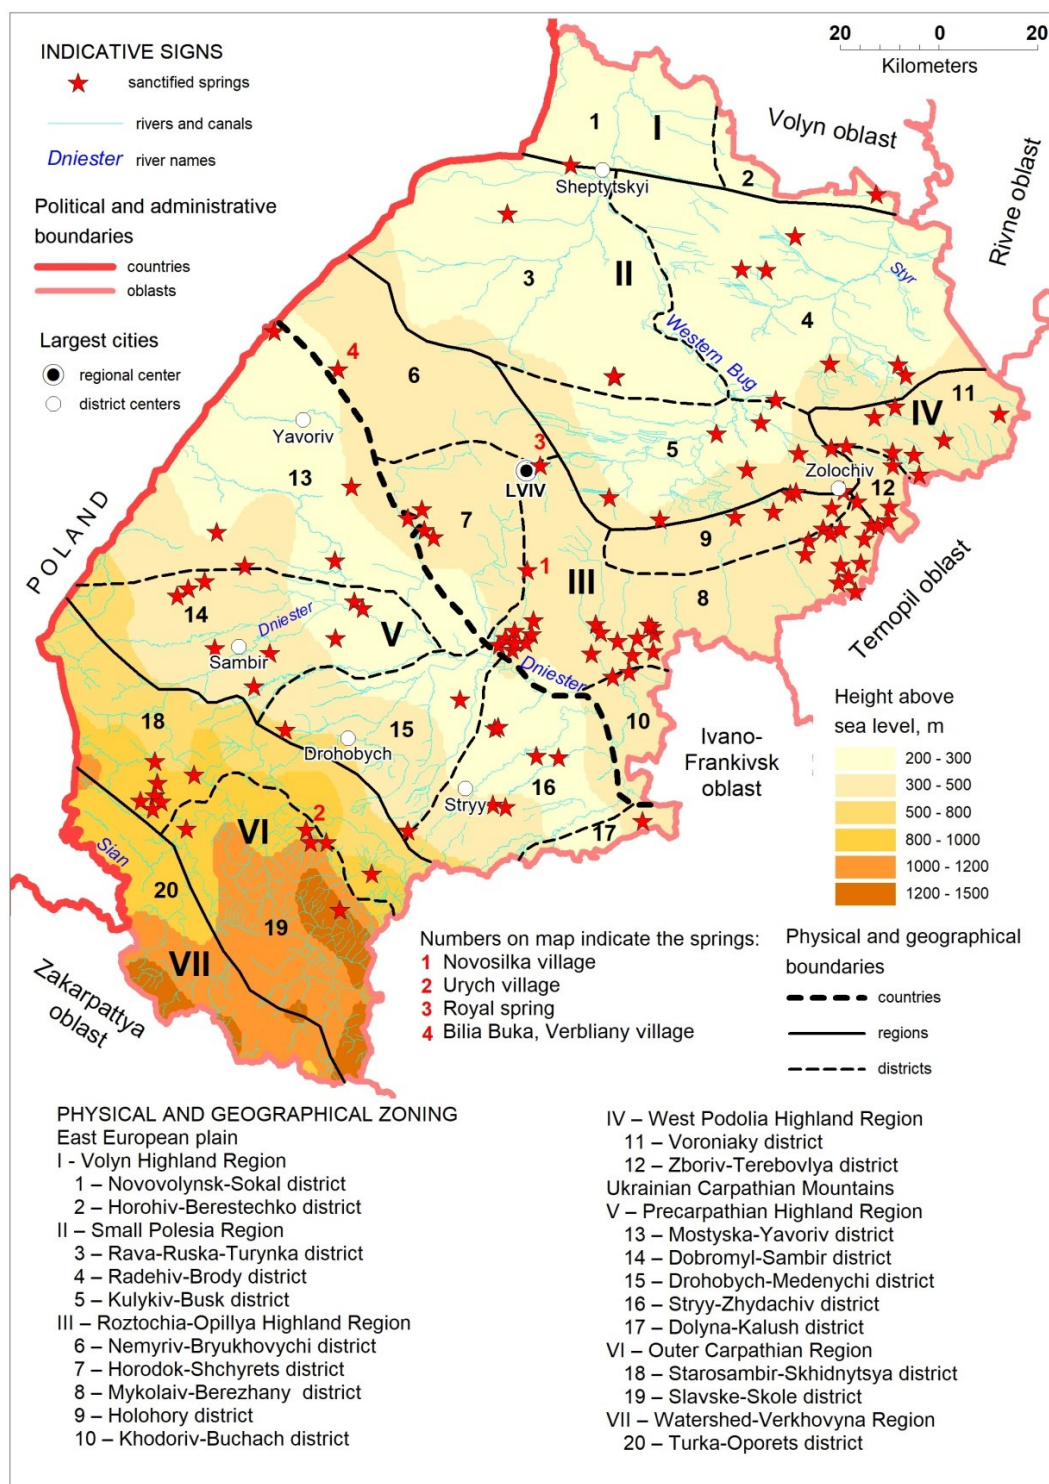 INDICATIVE SIGNS
sanctified springs
rivers and canals
Dniester river names
Political and administrative
boundaries
countries
oblasts
Largest cities
regional center
district centers
20 0 20
Kilometers
Volyn oblast
Rivne oblast
1
I
2
Sheptytskyi
3
II
Styr
4
Western Bug
4
6
11
IV
Yavoriv
3
5
LVIV
Zolochiv
13
12
7
9
POLAND
1
III
8
Ternopil oblast
14
Dniester
V
Sambir
Dniester
18
15
10
Drohobych
Ivano-
Frankivsk
oblast
Stryy
16
2
VI
17
Sian
20
19
VII
Zakarpattya
oblast
Height above
sea level, m
200 - 300
300 - 500
500 - 800
800 - 1000
1000 - 1200
1200 - 1500
Numbers on map indicate the springs:
1 Novosilka village
2 Urych village
3 Royal spring
4 Bilia Buka, Verbliany village
Physical and geographical
boundaries
countries
regions
districts
PHYSICAL AND GEOGRAPHICAL ZONING
East European plain
I - Volyn Highland Region
1 – Novovolynsk-Sokal district
2 – Horohiv-Berestechko district
II – Small Polesia Region
3 – Rava-Ruska-Turynka district
4 – Radehiv-Brody district
5 – Kulykiv-Busk district
III – Roztochia-Opillya Highland Region
6 – Nemyriv-Bryukhovychi district
7 – Horodok-Shchyrets district
8 – Mykolaiv-Berezhany district
9 – Holohory district
10 – Khodoriv-Buchach district
IV – West Podolia Highland Region
11 – Voroniaky district
12 – Zboriv-Terebovlya district
Ukrainian Carpathian Mountains
V – Precarpathian Highland Region
13 – Mostyska-Yavoriv district
14 – Dobromyl-Sambir district
15 – Drohobych-Medenychi district
16 – Stryy-Zhydachiv district
17 – Dolyna-Kalush district
VI – Outer Carpathian Region
18 – Starosambir-Skhidnytsya district
19 – Slavske-Skole district
VII – Watershed-Verkhovyna Region
20 – Turka-Oporets district